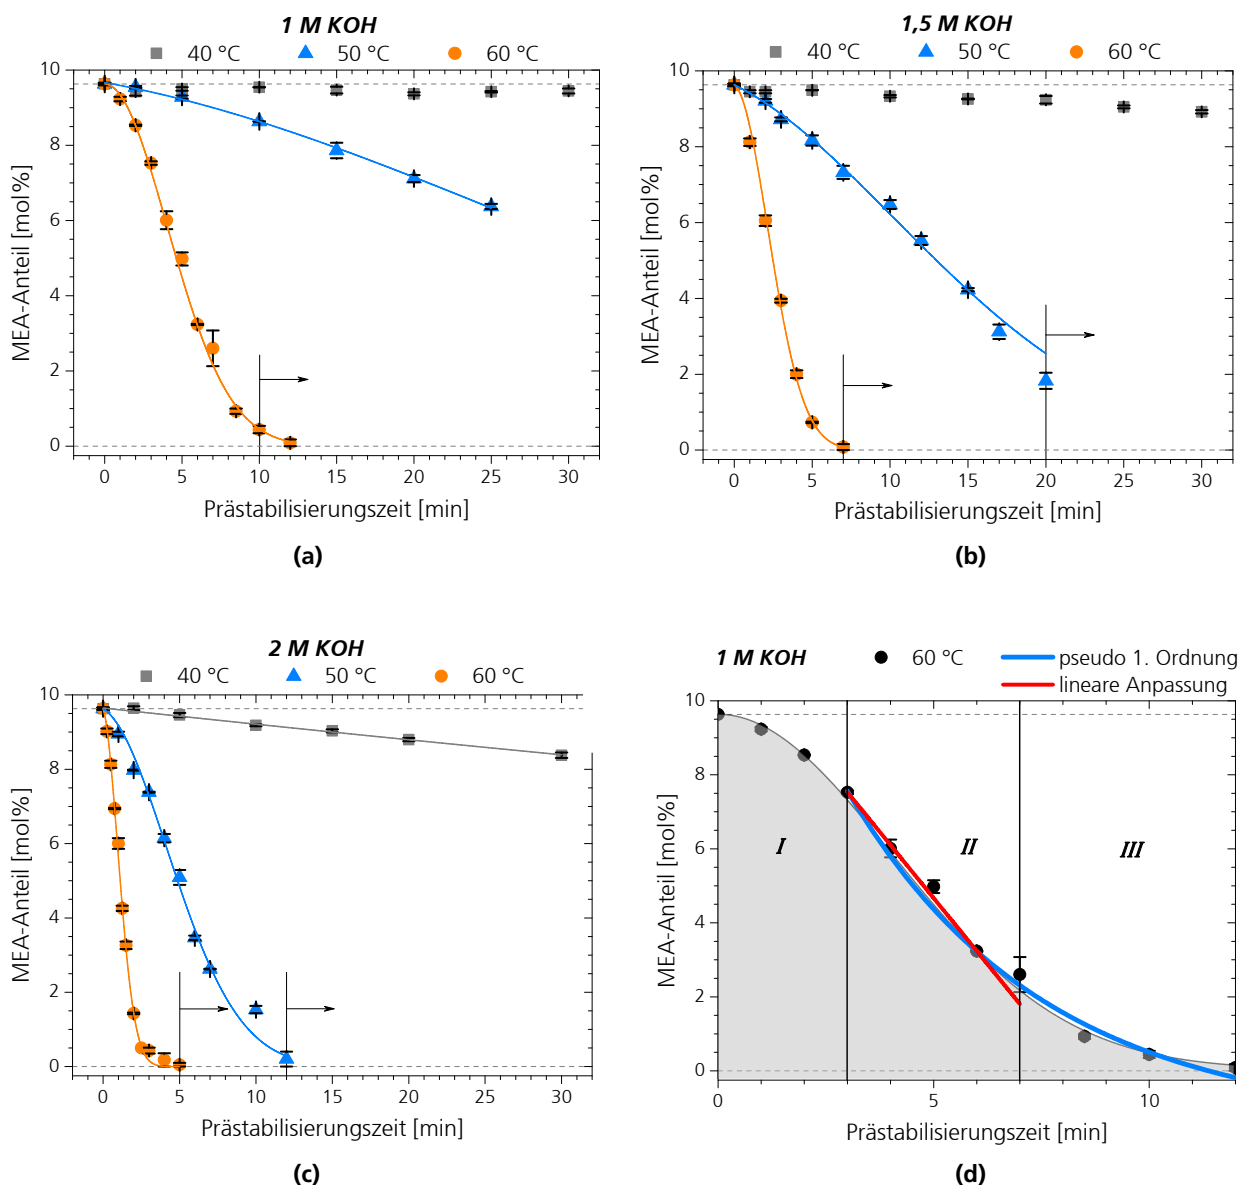 1 M KOH
40 °C 50 °C 60 °C
10
8
6
4
2
0
MEA-Anteil [mol%]
0 5 10 15 20 25 30
Prästabilisierungszeit [min]
(a)
1,5 M KOH
40 °C 50 °C 60 °C
10
8
6
4
2
0
MEA-Anteil [mol%]
0 5 10 15 20 25 30
Prästabilisierungszeit [min]
(b)
2 M KOH
40 °C 50 °C 60 °C
10
8
6
4
2
0
MEA-Anteil [mol%]
0 5 10 15 20 25 30
Prästabilisierungszeit [min]
(c)
1 M KOH 60 °C pseudo 1. Ordnung
lineare Anpassung
10
8
6
4
2
0
MEA-Anteil [mol%]
I II III
0 5 10
Prästabilisierungszeit [min]
(d)